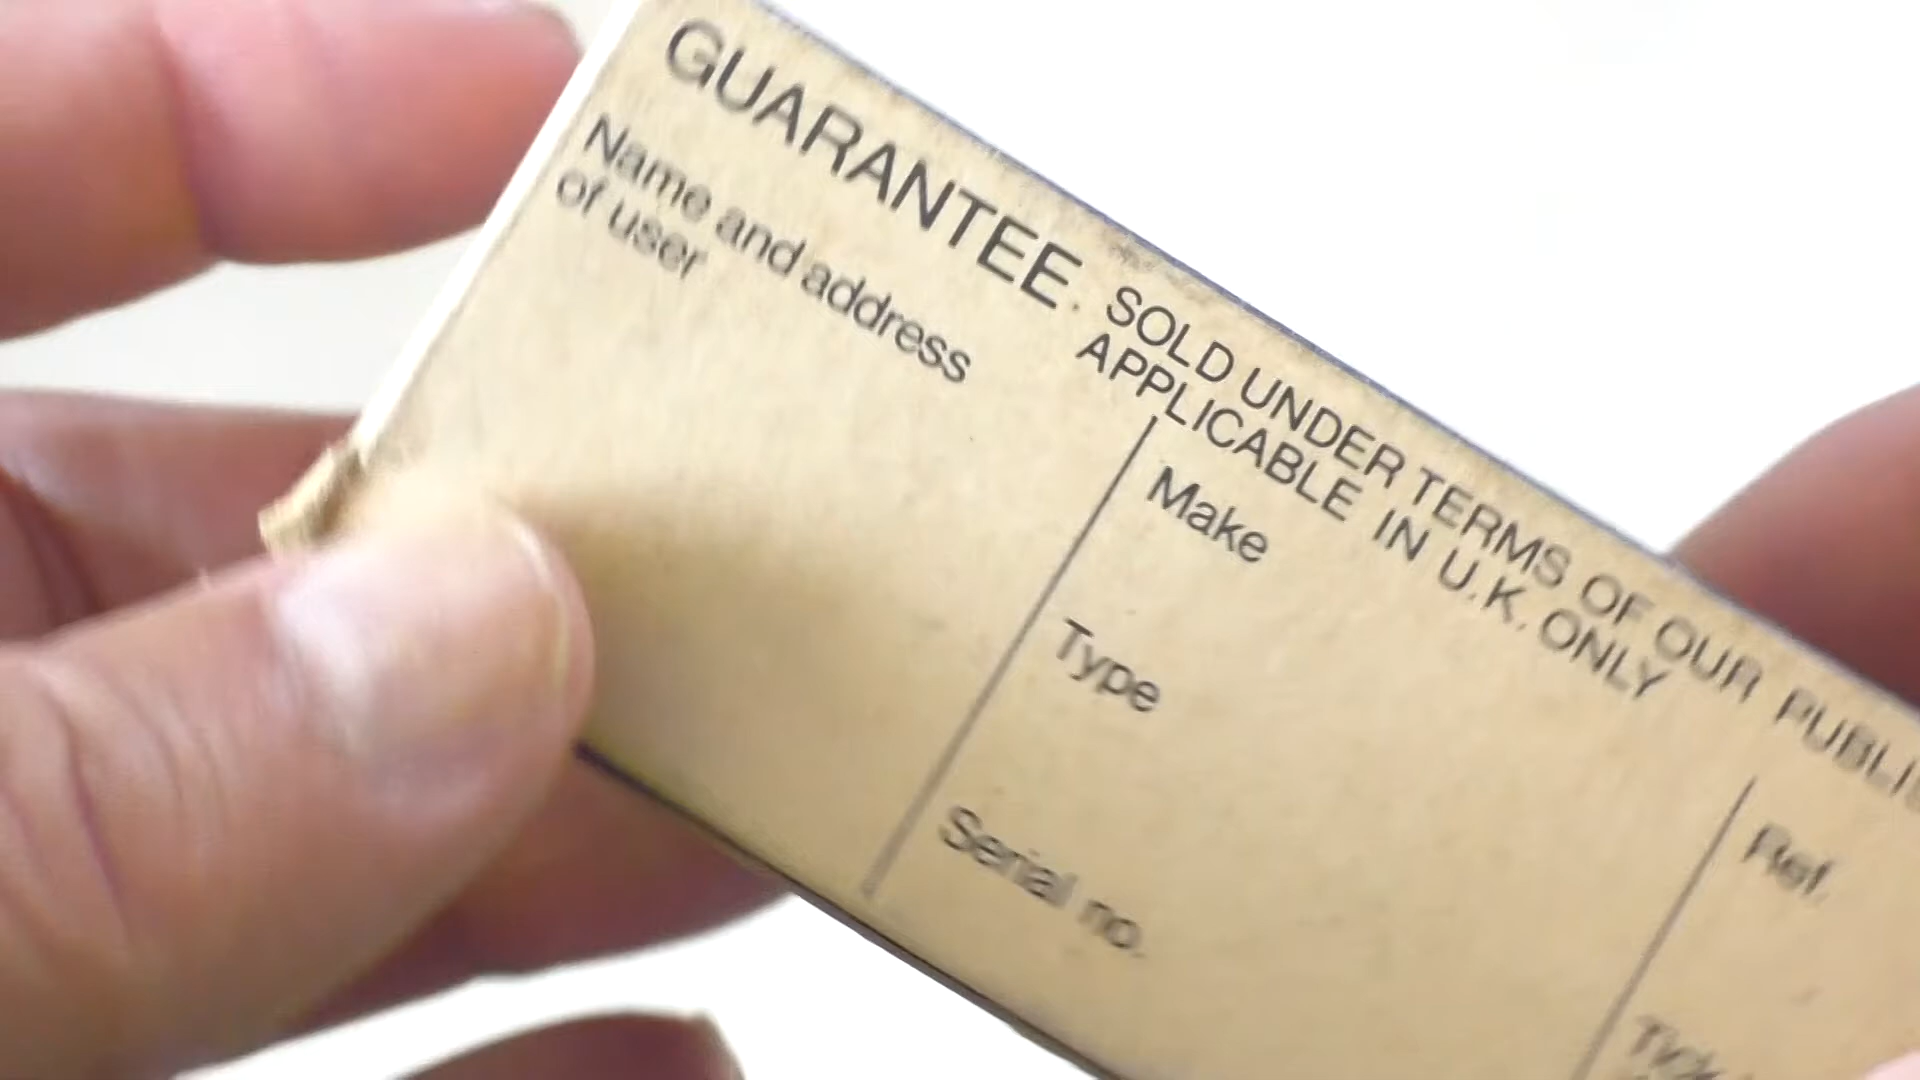 GUARANTEE. SOLD UNDER TERMS OF OUR
APPLICABLE IN U.K. ONLY
Name and address
of user
Make
Type
Serial no.
Ref.